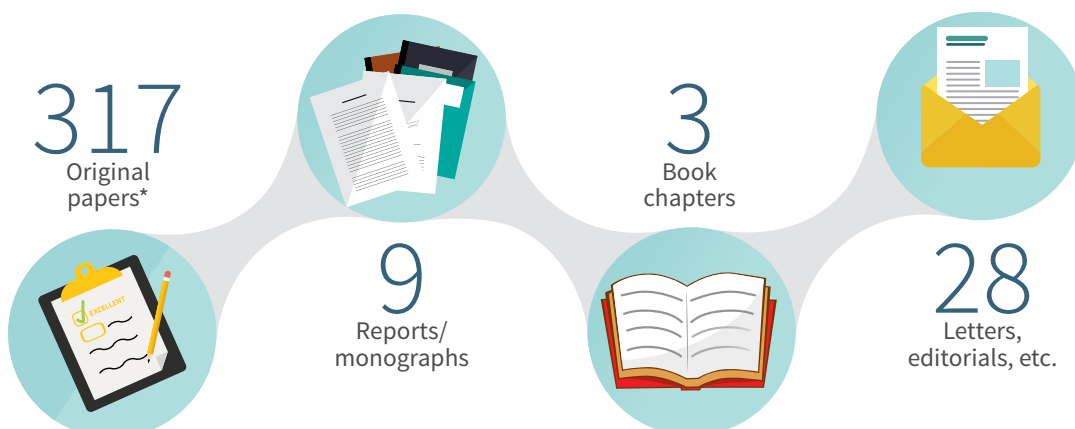 317
Original
papers*
EXCELLENT
9
Reports/
monographs
3
Book
chapters
28
Letters,
editorials, etc.